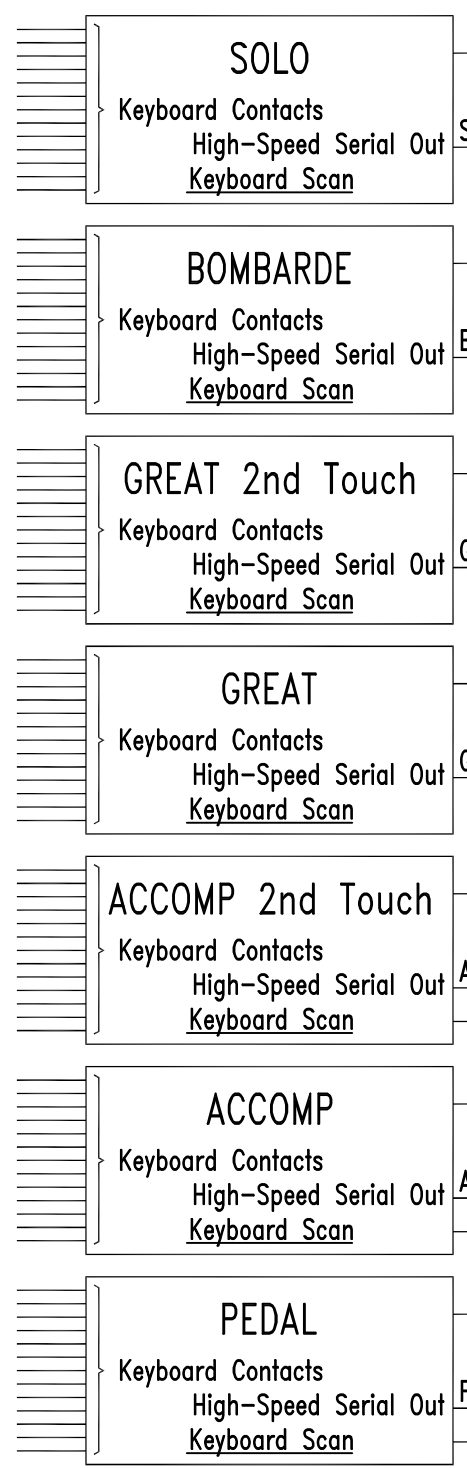 SOLO
Keyboard Contacts
High-Speed Serial Out
Keyboard Scan
BOMBARDE
Keyboard Contacts
High-Speed Serial Out
Keyboard Scan
GREAT 2nd Touch
Keyboard Contacts
High-Speed Serial Out
Keyboard Scan
GREAT
Keyboard Contacts
High-Speed Serial Out
Keyboard Scan
ACCOMP 2nd Touch
Keyboard Contacts
High-Speed Serial Out
Keyboard Scan
ACCOMP
Keyboard Contacts
High-Speed Serial Out
Keyboard Scan
PEDAL
Keyboard Contacts
High-Speed Serial Out
Keyboard Scan